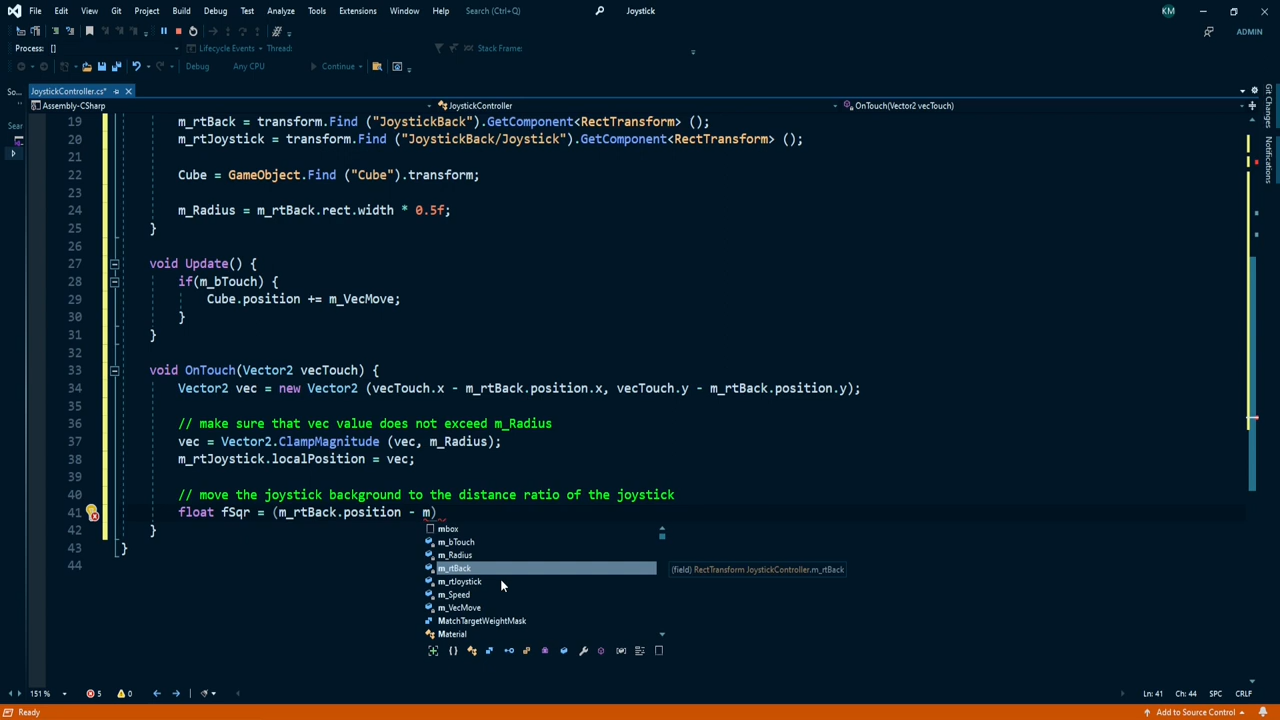 File Edit View Git Project Build Debug Test Analyze Tools Extensions Window Help Search (Ctrl+Q) Joystick KM
ADMIN
Process: [] Lifecycle Events Thread: Stack Frame:
Debug Any CPU Continue
So... JoystickController.cs*
Assembly-CSharp JoystickController OnTouch(Vector2 vecTouch)
Sear
Git Changes
Notifications
19 m_rtBack = transform.Find ("JoystickBack").GetComponent<RectTransform> ();
20 m_rtJoystick = transform.Find ("JoystickBack/Joystick").GetComponent<RectTransform> ();
21
22 Cube = GameObject.Find ("Cube").transform;
23
24 m_Radius = m_rtBack.rect.width * 0.5f;
25 }
26
27 void Update() {
28 if(m_bTouch) {
29 Cube.position += m_VecMove;
30 }
31 }
32
33 void OnTouch(Vector2 vecTouch) {
34 Vector2 vec = new Vector2 (vecTouch.x - m_rtBack.position.x, vecTouch.y - m_rtBack.position.y);
35
36 // make sure that vec value does not exceed m_Radius
37 vec = Vector2.ClampMagnitude (vec, m_Radius);
38 m_rtJoystick.localPosition = vec;
39
40 // move the joystick background to the distance ratio of the joystick
41 float fSqr = (m_rtBack.position - m)
42 }
43 }
44
mbox
m_bTouch
m_Radius
m_rtBack (field) RectTransform JoystickController.m_rtBack
m_rtJoystick
m_Speed
m_VecMove
MatchTargetWeightMask
Material
151 % 5 0 Ln: 41 Ch: 44 SPC CRLF
Ready Add to Source Control